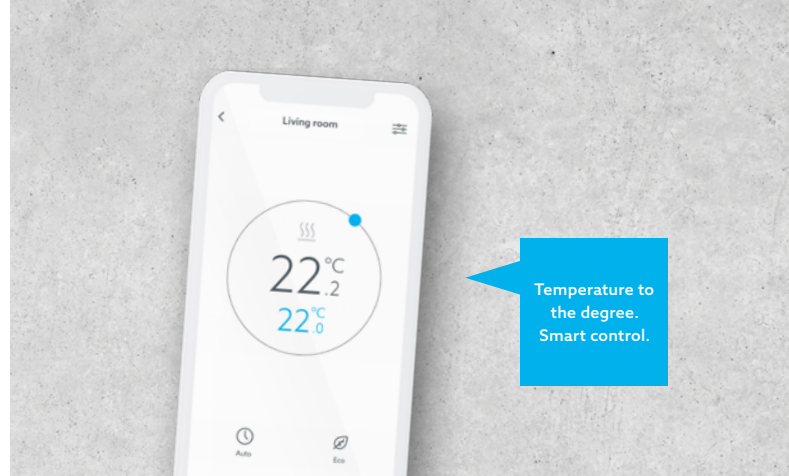 Living room
22.2 °C
22.0 °C
Auto
Eco
Temperature to
the degree.
Smart control.